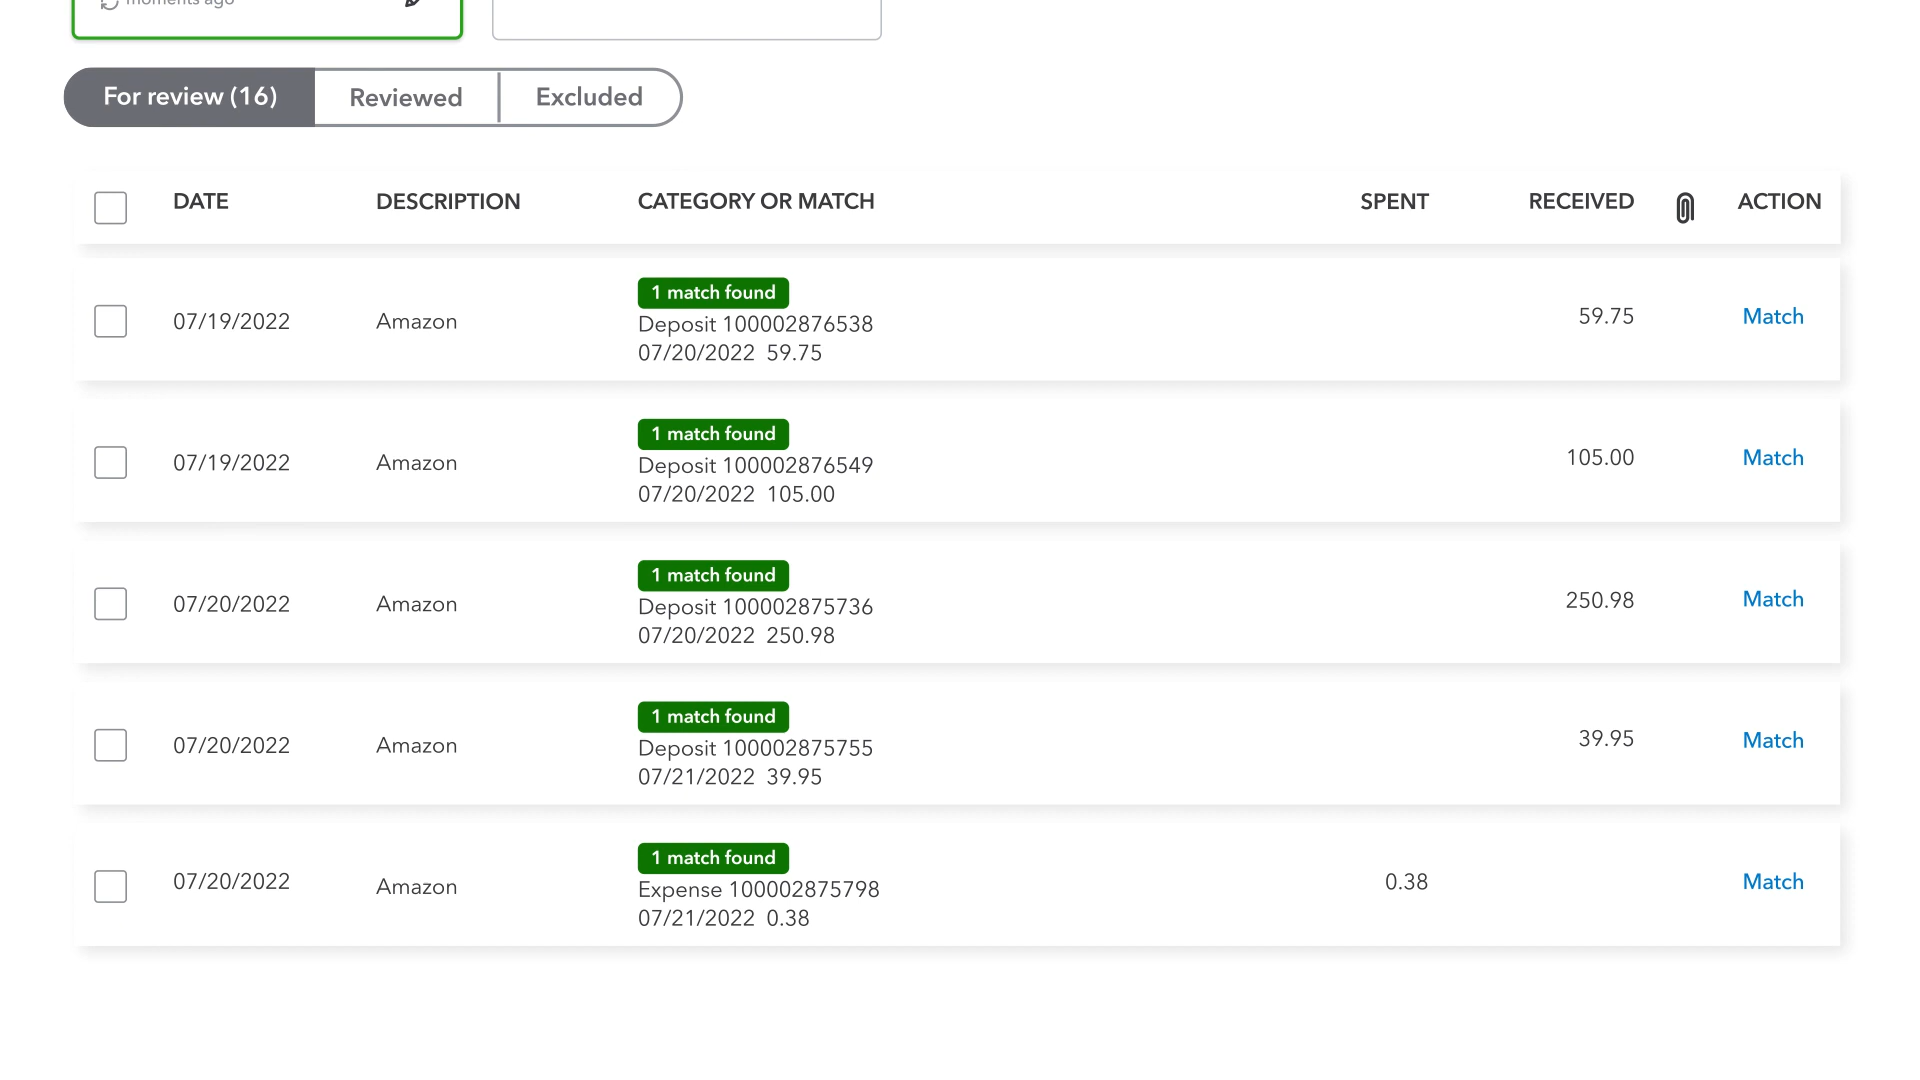 moments ago
For review (16) Reviewed Excluded
DATE DESCRIPTION CATEGORY OR MATCH SPENT RECEIVED ACTION
1 match found
07/19/2022 Amazon Deposit 100002876538 59.75 Match
07/20/2022 59.75
1 match found
07/19/2022 Amazon Deposit 100002876549 105.00 Match
07/20/2022 105.00
1 match found
07/20/2022 Amazon Deposit 100002875736 250.98 Match
07/20/2022 250.98
1 match found
07/20/2022 Amazon Deposit 100002875755 39.95 Match
07/21/2022 39.95
1 match found
07/20/2022 Amazon Expense 100002875798 0.38 Match
07/21/2022 0.38